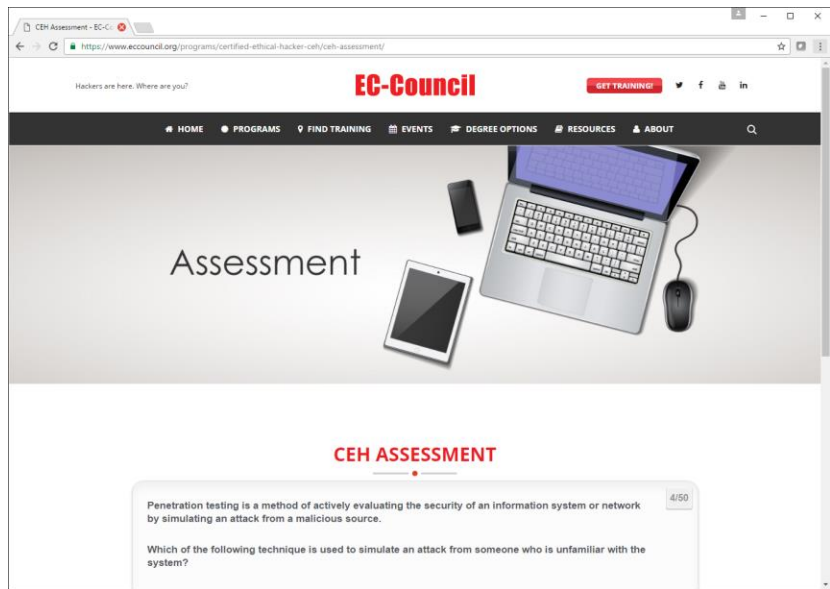 CEH Assessment - EC-Co
https://www.eccouncil.org/programs/certified-ethical-hacker-ceh/ceh-assessment/
Hackers are here. Where are you?
EC-Council
GET TRAINING!
HOME PROGRAMS FIND TRAINING EVENTS DEGREE OPTIONS RESOURCES ABOUT
Assessment
CEH ASSESSMENT
4/50
Penetration testing is a method of actively evaluating the security of an information system or network
by simulating an attack from a malicious source.
Which of the following technique is used to simulate an attack from someone who is unfamiliar with the
system?